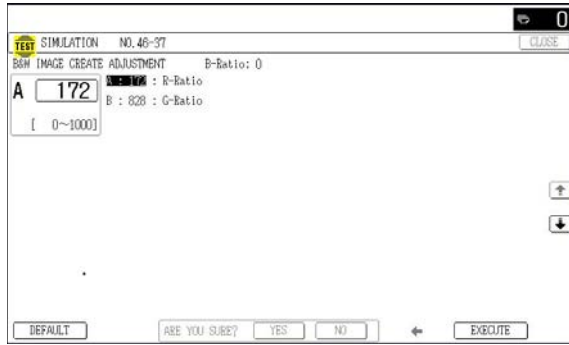 0
TEST SIMULATION NO. 46-37 CLOSE
B&W IMAGE CREATE ADJUSTMENT B-Ratio: 0
A 172 A : 172 : R-Ratio
B : 828 : G-Ratio
[ 0~1000]
DEFAULT ARE YOU SURE? YES NO EXECUTE